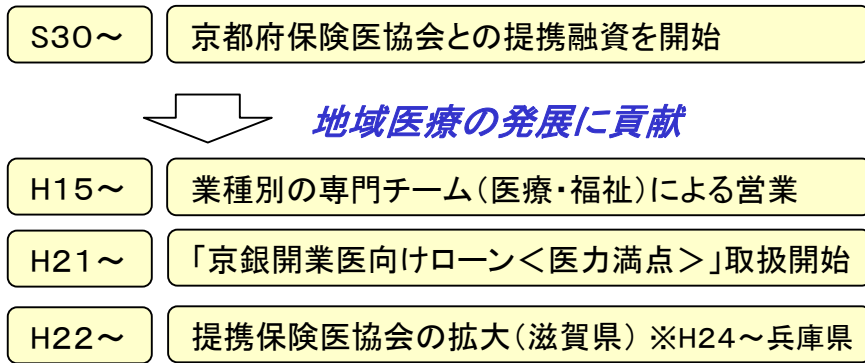 S30～ 京都府保険医協会との提携融資を開始
地域医療の発展に貢献
H15～ 業種別の専門チーム（医療・福祉）による営業
H21～ 「京銀開業医向けローン＜医力満点＞」取扱開始
H22～ 提携保険医協会の拡大（滋賀県） ※H24～兵庫県